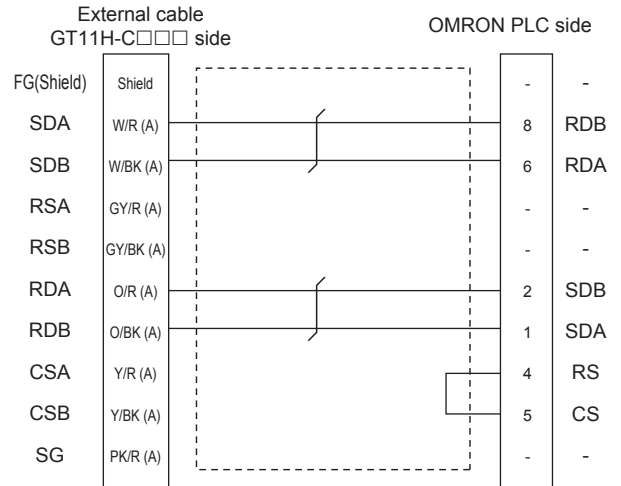 External cable
GT11H-C□□□ side
OMRON PLC side
FG(Shield) Shield - -
SDA W/R (A) 8 RDB
SDB W/BK (A) 6 RDA
RSA GY/R (A) - -
RSB GY/BK (A) - -
RDA O/R (A) 2 SDB
RDB O/BK (A) 1 SDA
CSA Y/R (A) 4 RS
CSB Y/BK (A) 5 CS
SG PK/R (A) - -